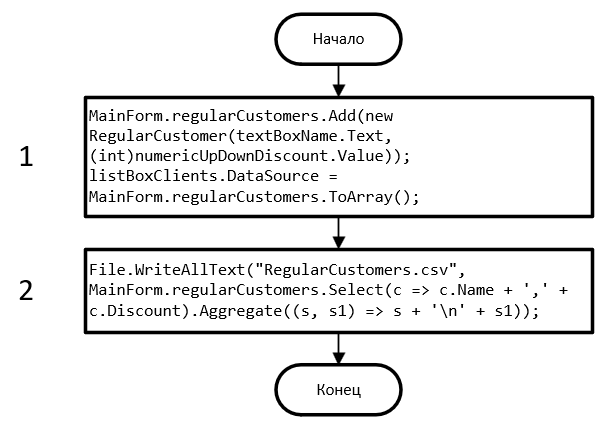 Начало
1
MainForm.regularCustomers.Add(new
RegularCustomer(textBoxName.Text,
(int)numericUpDownDiscount.Value));
listBoxClients.DataSource =
MainForm.regularCustomers.ToArray();
2
File.WriteAllText("RegularCustomers.csv",
MainForm.regularCustomers.Select(c => c.Name + ',' +
c.Discount).Aggregate((s, s1) => s + '\n' + s1));
Конец